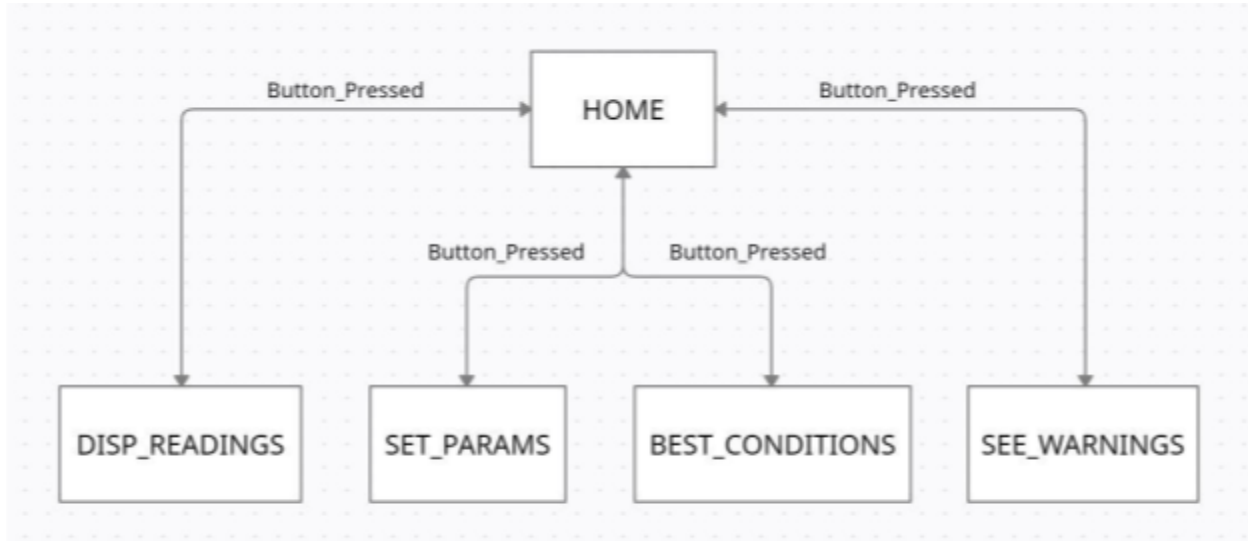 Button_Pressed
HOME
Button_Pressed
Button_Pressed
Button_Pressed
DISP_READINGS
SET_PARAMS
BEST_CONDITIONS
SEE_WARNINGS